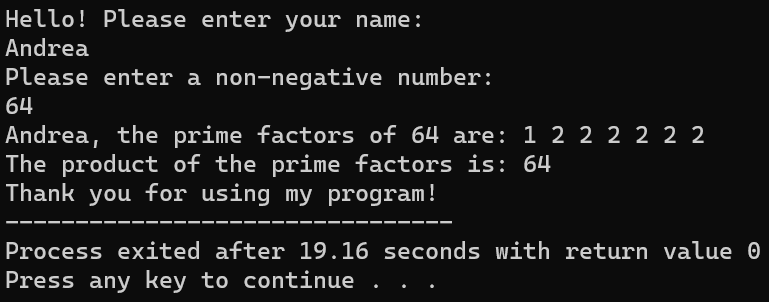 Hello! Please enter your name:
Andrea
Please enter a non-negative number:
64
Andrea, the prime factors of 64 are: 1 2 2 2 2 2 2
The product of the prime factors is: 64
Thank you for using my program!
--------------------------------
Process exited after 19.16 seconds with return value 0
Press any key to continue . . .